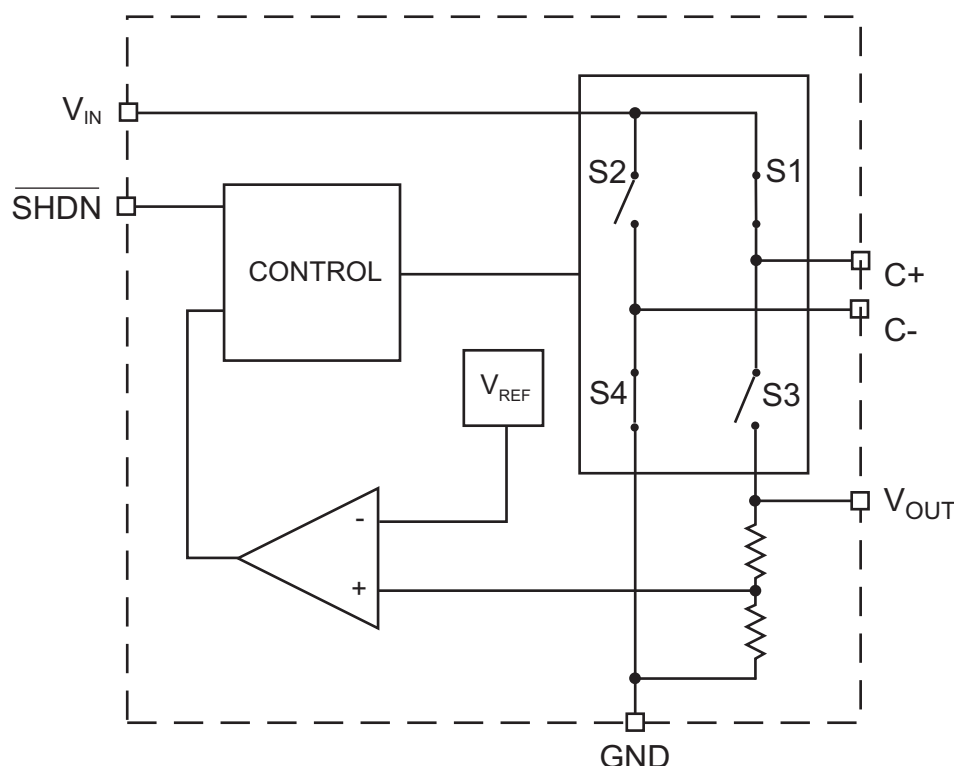 VIN
SHDN
S2
S1
CONTROL
C+
C-
VREF
S4
S3
-
+
VOUT
GND